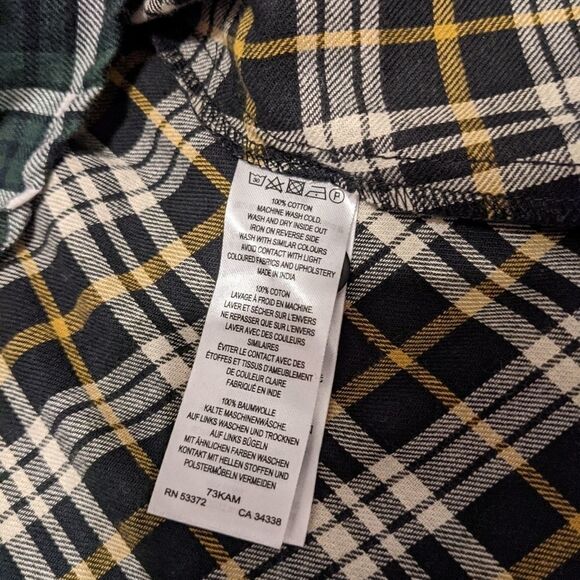 30 P
100% COTTON
MACHINE WASH COLD.
WASH AND DRY INSIDE OUT
IRON ON REVERSE SIDE
WASH WITH SIMILAR COLOURS
AVOID CONTACT WITH LIGHT
COLOURED FABRICS AND UPHOLSTERY
MADE IN INDIA
100% COTON
LAVAGE À FROID EN MACHINE.
LAVER ET SÉCHER SUR L'ENVERS
NE REPASSER QUE SUR L'ENVERS
LAVER AVEC DES COULEURS
SIMILAIRES
ÉVITER LE CONTACT AVEC DES
ÉTOFFES ET TISSUS D'AMEUBLEMENT
DE COULEUR CLAIRE
FABRIQUÉ EN INDE
100% BAUMWOLLE
KALTE MASCHINENWÄSCHE.
AUF LINKS WASCHEN UND TROCKNEN
AUF LINKS BÜGELN
MIT ÄHNLICHEN FARBEN WASCHEN
KONTAKT MIT HELLEN STOFFEN UND
POLSTERMÖBELN VERMEIDEN
73KAM
RN 53372 CA 34338